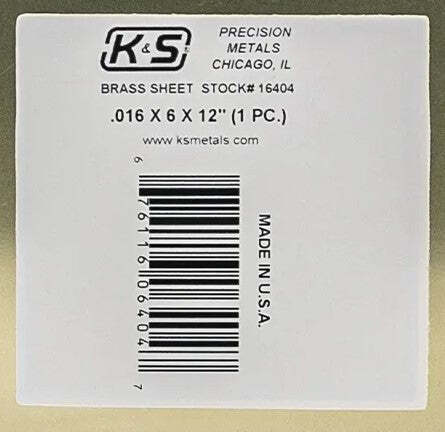 K&S®
PRECISION
METALS
CHICAGO, IL
BRASS SHEET STOCK# 16404
.016 X 6 X 12" (1 PC.)
www.ksmetals.com
6 76116 06404 7
MADE IN U.S.A.